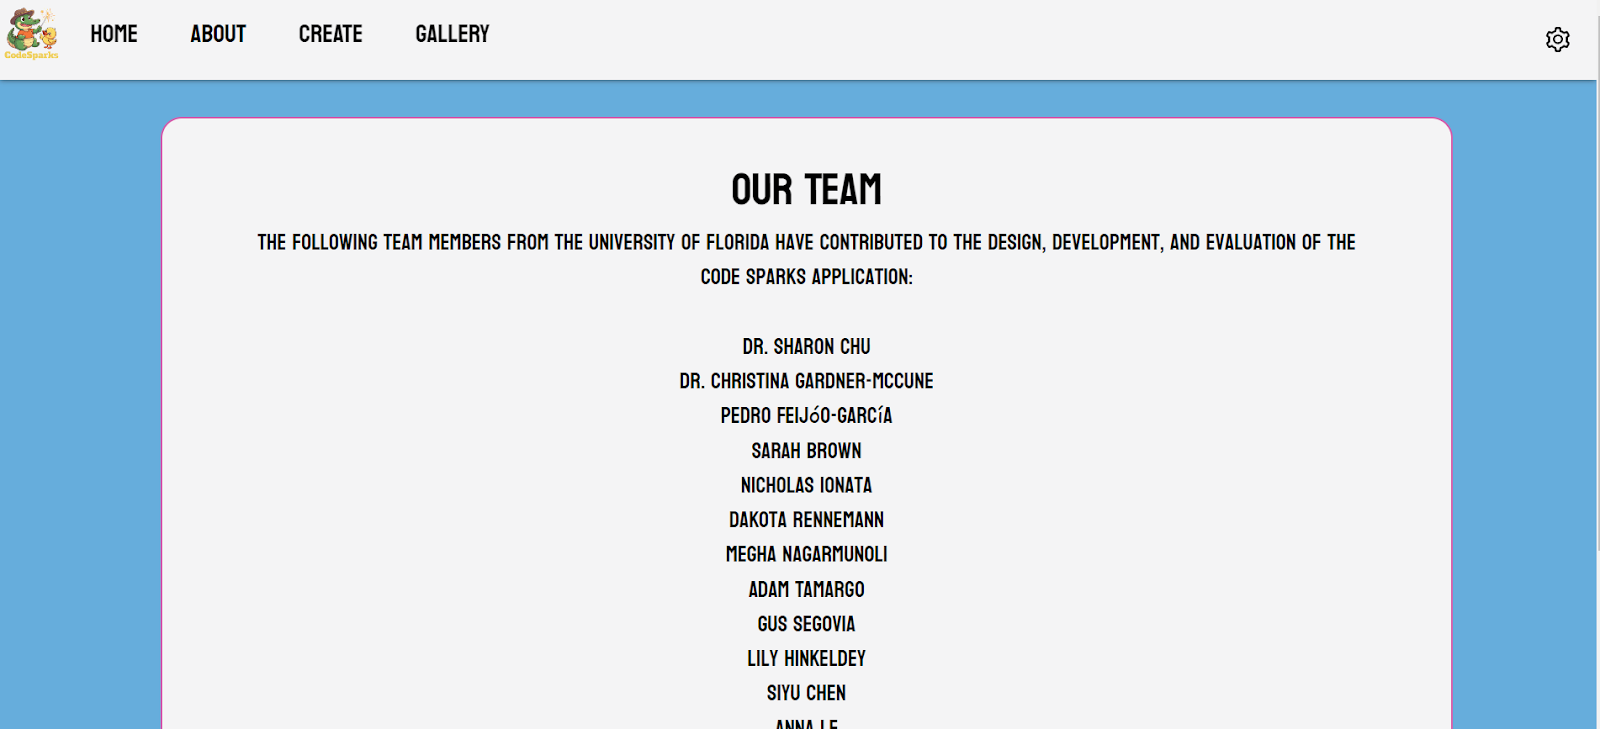 CodeSparks
HOME ABOUT CREATE GALLERY
OUR TEAM
THE FOLLOWING TEAM MEMBERS FROM THE UNIVERSITY OF FLORIDA HAVE CONTRIBUTED TO THE DESIGN, DEVELOPMENT, AND EVALUATION OF THE
CODE SPARKS APPLICATION:
DR. SHARON CHU
DR. CHRISTINA GARDNER-MCCUNE
PEDRO FEIJóO-GARCíA
SARAH BROWN
NICHOLAS IONATA
DAKOTA RENNEMANN
MEGHA NAGARMUNOLI
ADAM TAMARGO
GUS SEGOVIA
LILY HINKELDEY
SIYU CHEN
ANNA LE